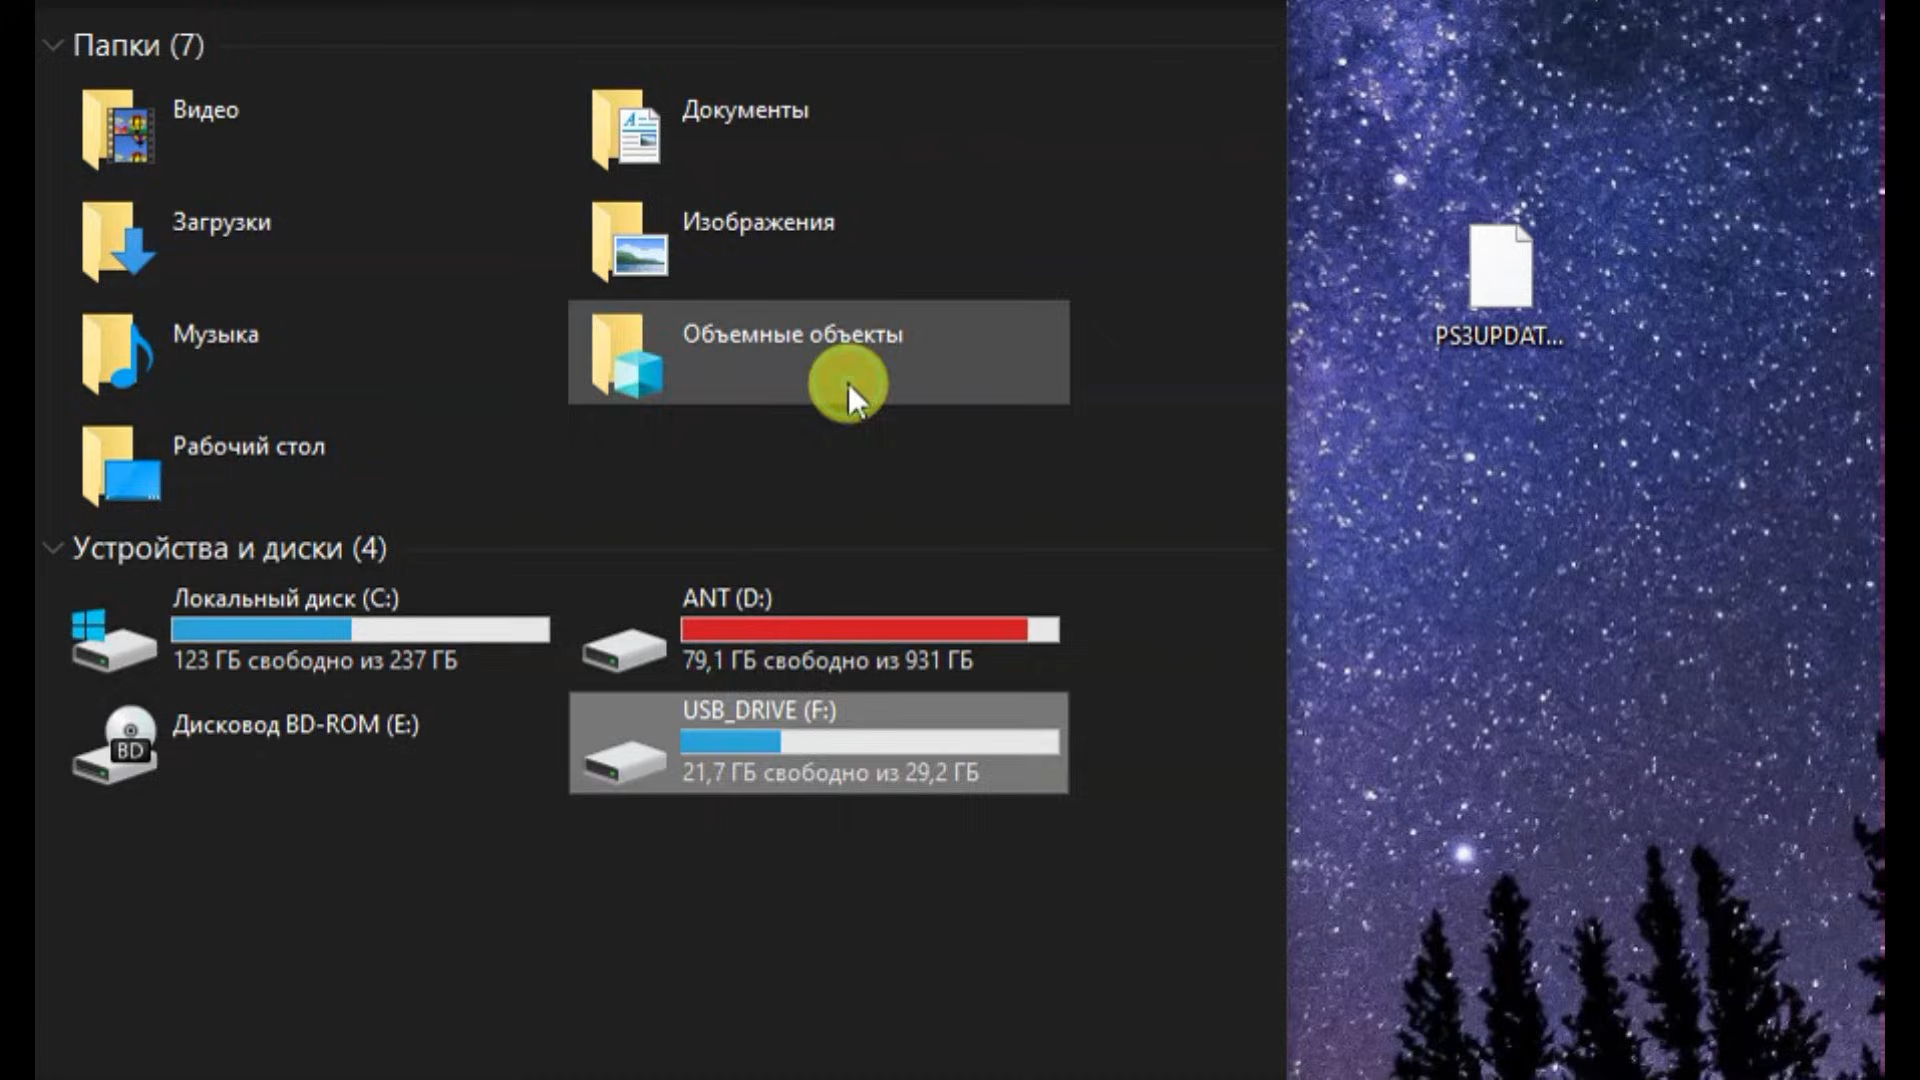 Папки (7)
Видео
Документы
Загрузки
Изображения
Музыка
Объемные объекты
Рабочий стол
Устройства и диски (4)
Локальный диск (C:)
123 ГБ свободно из 237 ГБ
ANT (D:)
79,1 ГБ свободно из 931 ГБ
BD
Дисковод BD-ROM (E:)
USB_DRIVE (F:)
21,7 ГБ свободно из 29,2 ГБ
PS3UPDAT...